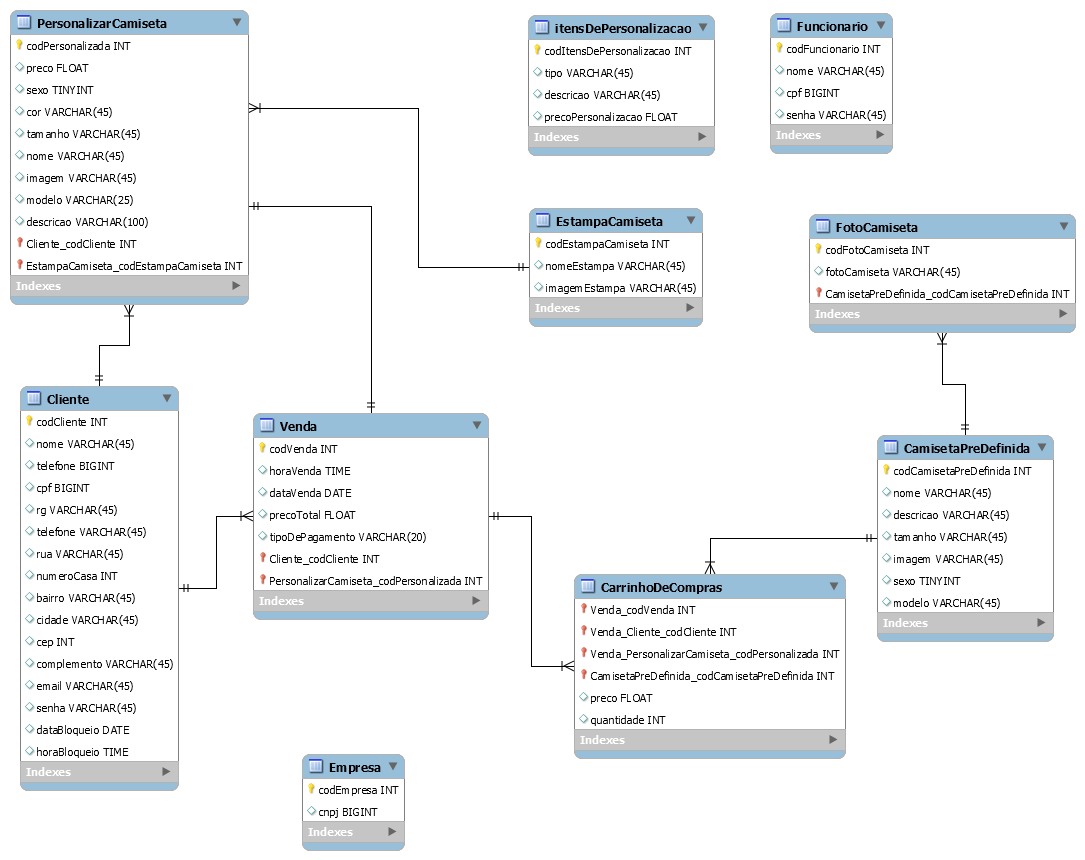 PersonalizarCamiseta
codPersonalizada INT
preco FLOAT
sexo TINYINT
cor VARCHAR(45)
tamanho VARCHAR(45)
nome VARCHAR(45)
imagem VARCHAR(45)
modelo VARCHAR(25)
descricao VARCHAR(100)
Cliente_codCliente INT
EstampaCamiseta_codEstampaCamiseta INT
Indexes
itensDePersonalizacao
codItensDePersonalizacao INT
tipo VARCHAR(45)
descricao VARCHAR(45)
precoPersonalizacao FLOAT
Indexes
Funcionario
codFuncionario INT
nome VARCHAR(45)
cpf BIGINT
senha VARCHAR(45)
Indexes
EstampaCamiseta
codEstampaCamiseta INT
nomeEstampa VARCHAR(45)
imagemEstampa VARCHAR(45)
Indexes
FotoCamiseta
codFotoCamiseta INT
fotoCamiseta VARCHAR(45)
CamisetaPreDefinida_codCamisetaPreDefinida INT
Indexes
Cliente
codCliente INT
nome VARCHAR(45)
telefone BIGINT
cpf BIGINT
rg VARCHAR(45)
telefone VARCHAR(45)
rua VARCHAR(45)
numeroCasa INT
bairro VARCHAR(45)
cidade VARCHAR(45)
cep INT
complemento VARCHAR(45)
email VARCHAR(45)
senha VARCHAR(45)
dataBloqueio DATE
horaBloqueio TIME
Indexes
Venda
codVenda INT
horaVenda TIME
dataVenda DATE
precoTotal FLOAT
tipoDePagamento VARCHAR(20)
Cliente_codCliente INT
PersonalizarCamiseta_codPersonalizada INT
Indexes
CamisetaPreDefinida
codCamisetaPreDefinida INT
nome VARCHAR(45)
descricao VARCHAR(45)
tamanho VARCHAR(45)
imagem VARCHAR(45)
sexo TINYINT
modelo VARCHAR(45)
Indexes
CarrinhoDeCompras
Venda_codVenda INT
Venda_Cliente_codCliente INT
Venda_PersonalizarCamiseta_codPersonalizada INT
CamisetaPreDefinida_codCamisetaPreDefinida INT
preco FLOAT
quantidade INT
Indexes
Empresa
codEmpresa INT
cnpj BIGINT
Indexes